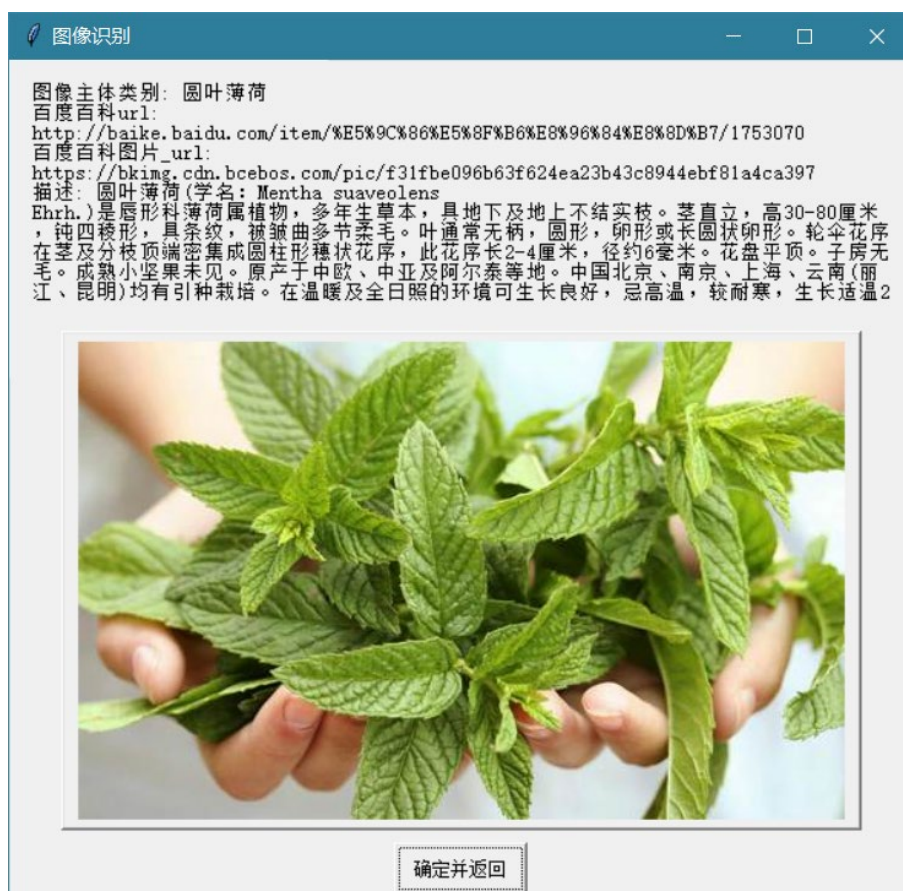 图像识别
图像主体类别: 圆叶薄荷
百度百科url:
http://baike.baidu.com/item/%E5%9C%86%E5%8F%B6%E8%96%84%E8%8D%B7/1753070
百度百科图片_url:
https://bkimg.cdn.bcebos.com/pic/f31fbe096b63f624ea23b43c8944ebf81a4ca397
描述: 圆叶薄荷(学名: Mentha suaveolens
Ehrh.)是唇形科薄荷属植物，多年生草本，具地下及地上不结实枝。茎直立，高30-80厘米
，钝四稜形，具条纹，被皱曲多节柔毛。叶通常无柄，圆形，卵形或长圆状卵形。轮伞花序
在茎及分枝顶端密集成圆柱形穗状花序，此花序长2-4厘米，径约6毫米。花盘平顶。子房无
毛。成熟小坚果未见。原产于中欧、中亚及阿尔泰等地。中国北京、南京、上海、云南(丽
江、昆明)均有引种栽培。在温暖及全日照的环境可生长良好，忌高温，较耐寒，生长适温2
确定并返回